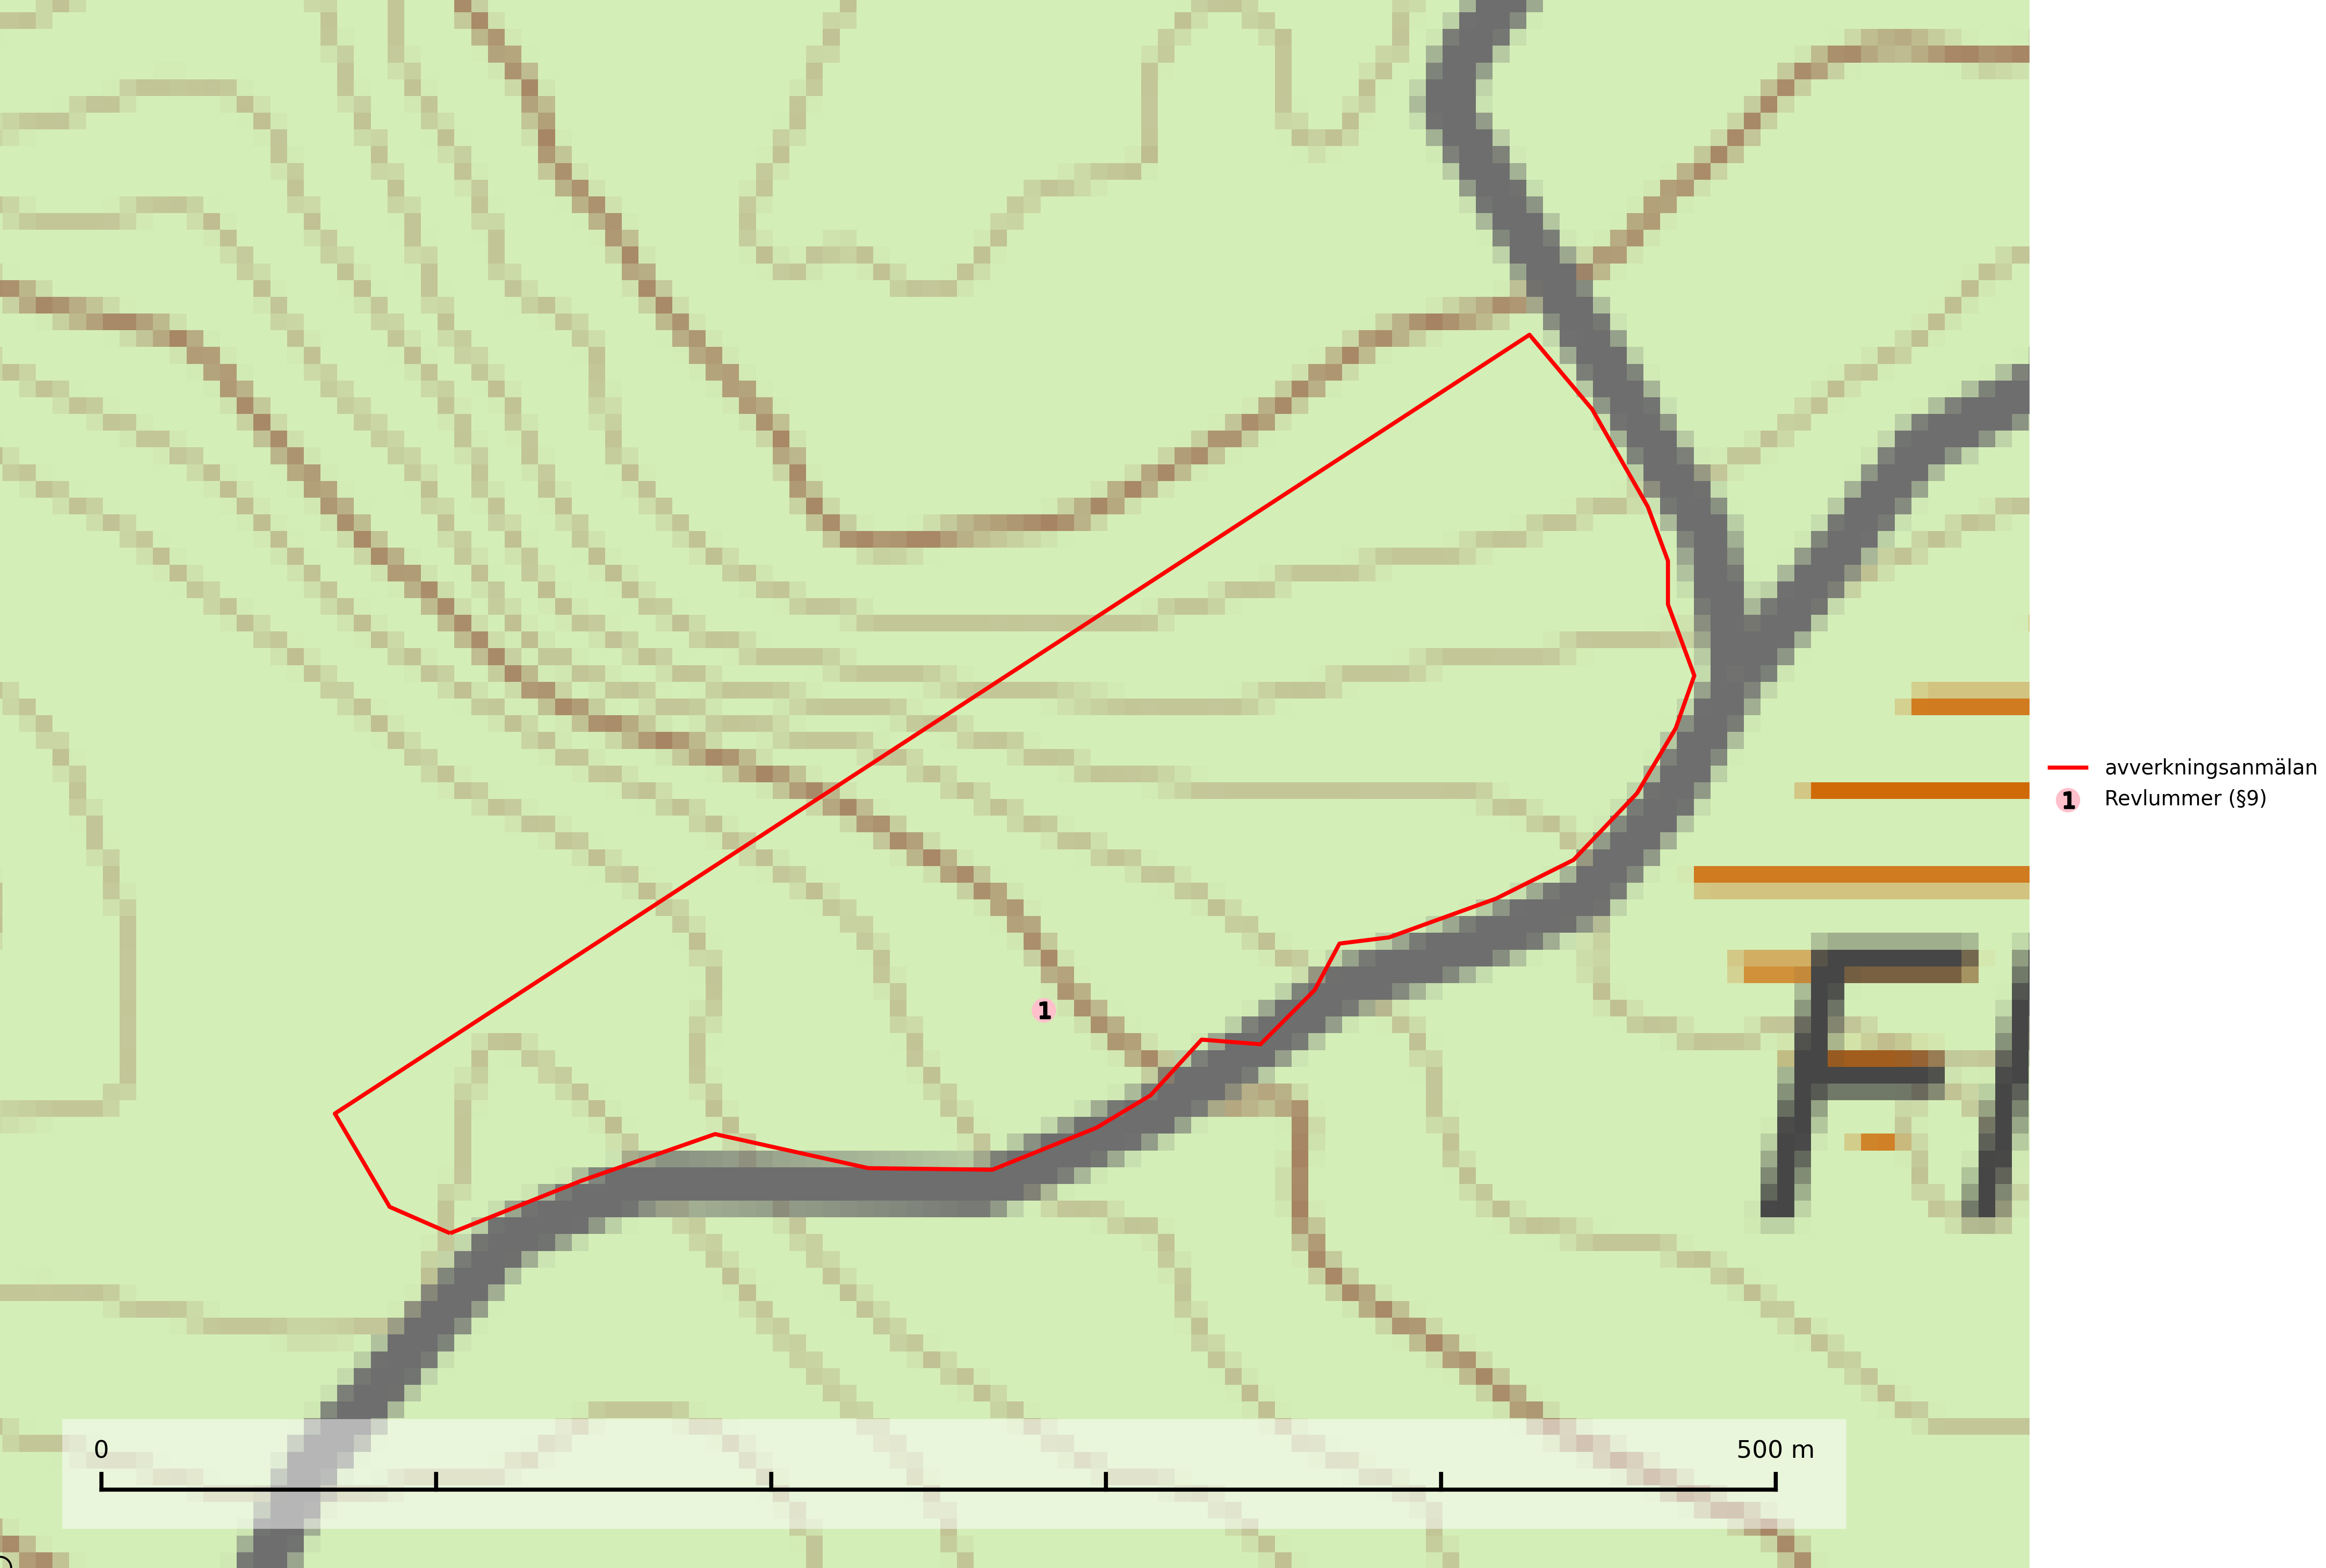 avverkningsanmälan
1 Revlummer (§9)
1
F
0 500 m